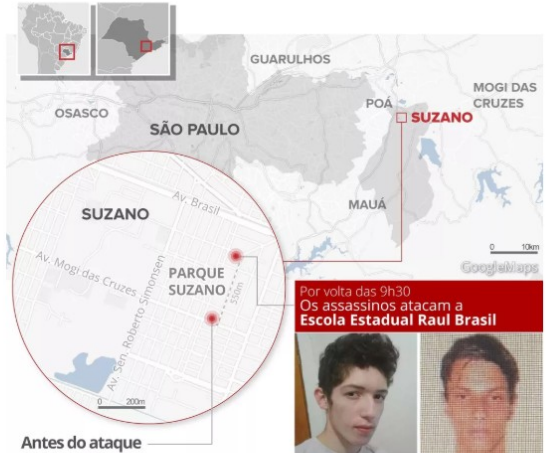 GUARULHOS
MOGI DAS
CRUZES
POÁ
OSASCO
SUZANO
SÃO PAULO
MAUÁ
SUZANO
Av. Brasil
0 10km
GoogleMaps
Av. Mogi das Cruzes
PARQUE
SUZANO
550m
Av. Sen. Roberto Simonsen
Por volta das 9h30
Os assassinos atacam a
Escola Estadual Raul Brasil
0 200m
Antes do ataque